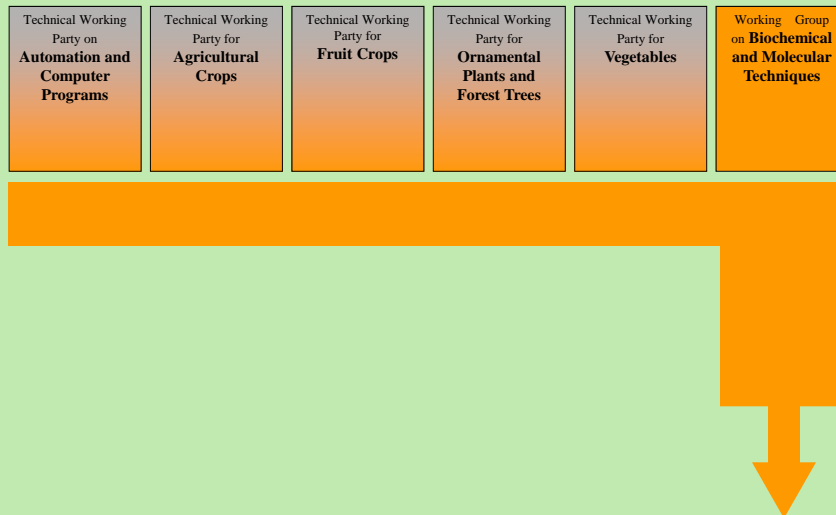 Technical Working
Party on
Automation and
Computer
Programs
Technical Working
Party for
Agricultural
Crops
Technical Working
Party for
Fruit Crops
Technical Working
Party for
Ornamental
Plants and
Forest Trees
Technical Working
Party for
Vegetables
Working Group
on Biochemical
and Molecular
Techniques